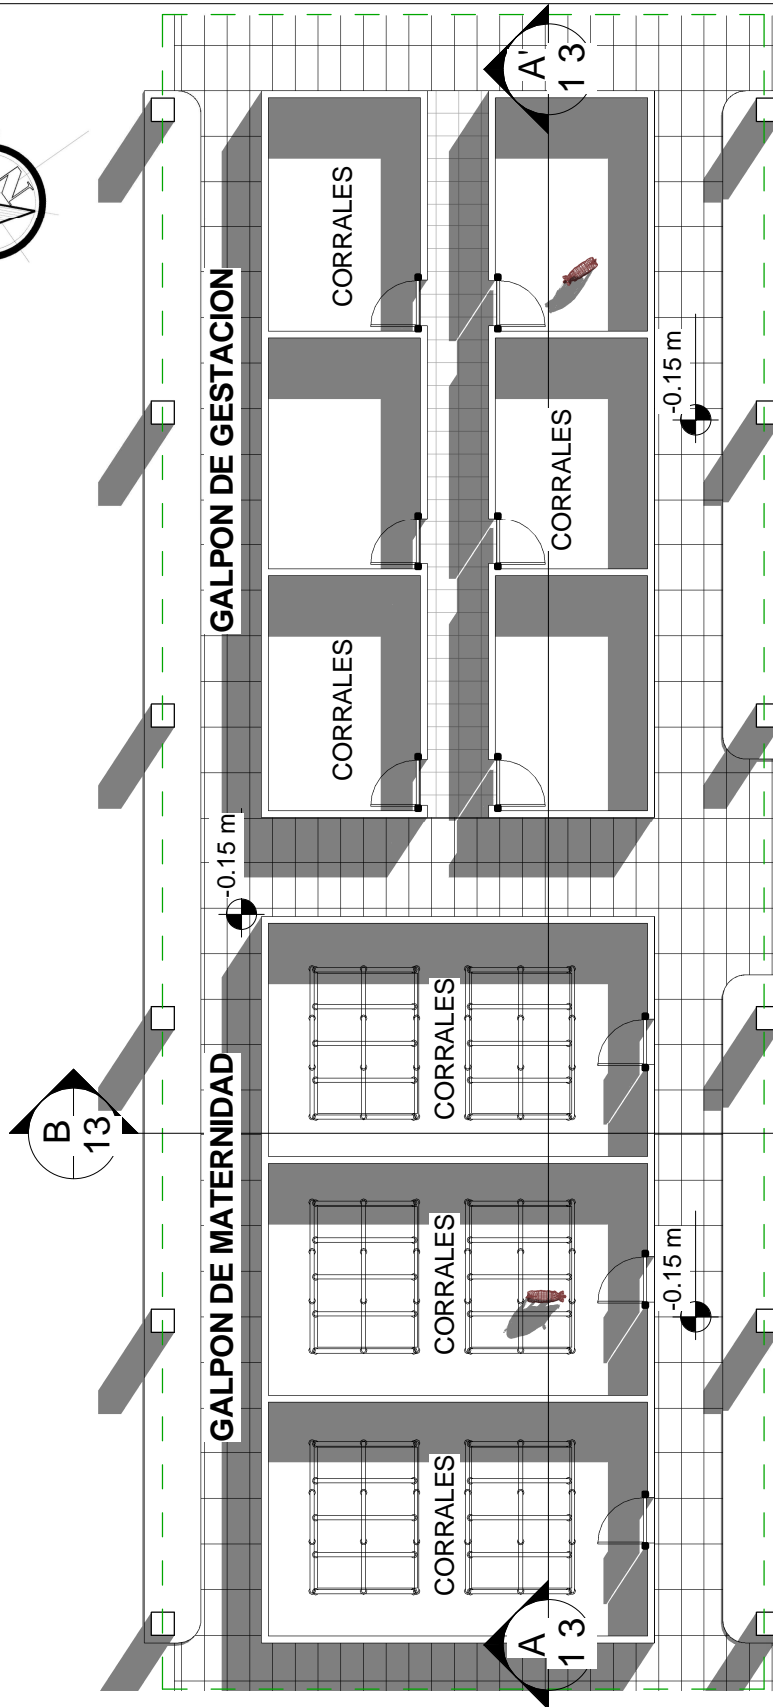 A'
13
N
CORRALES
GALPON DE GESTACION
-0.15 m
CORRALES
CORRALES
-0.15 m
CORRALES
B
13
GALPON DE MATERNIDAD
CORRALES
-0.15 m
CORRALES
A
13